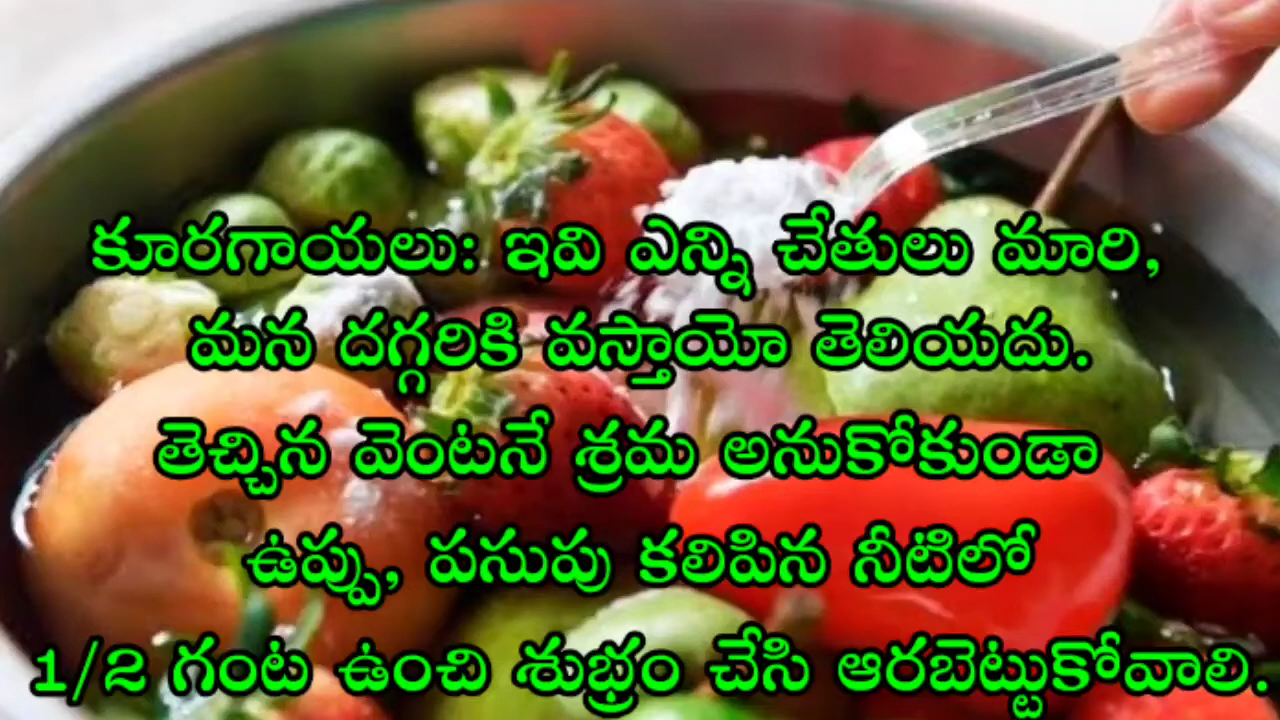 కూరగాయలు: ఇవి ఎన్ని చేతులు మారి,
మన దగ్గరికి వస్తాయో తెలియదు.
తెచ్చిన వెంటనే శ్రమ అనుకోకుండా
ఉప్పు, పసుపు కలిపిన నీటిలో
1/2 గంట ఉంచి శుభ్రం చేసి ఆరబెట్టుకోవాలి.